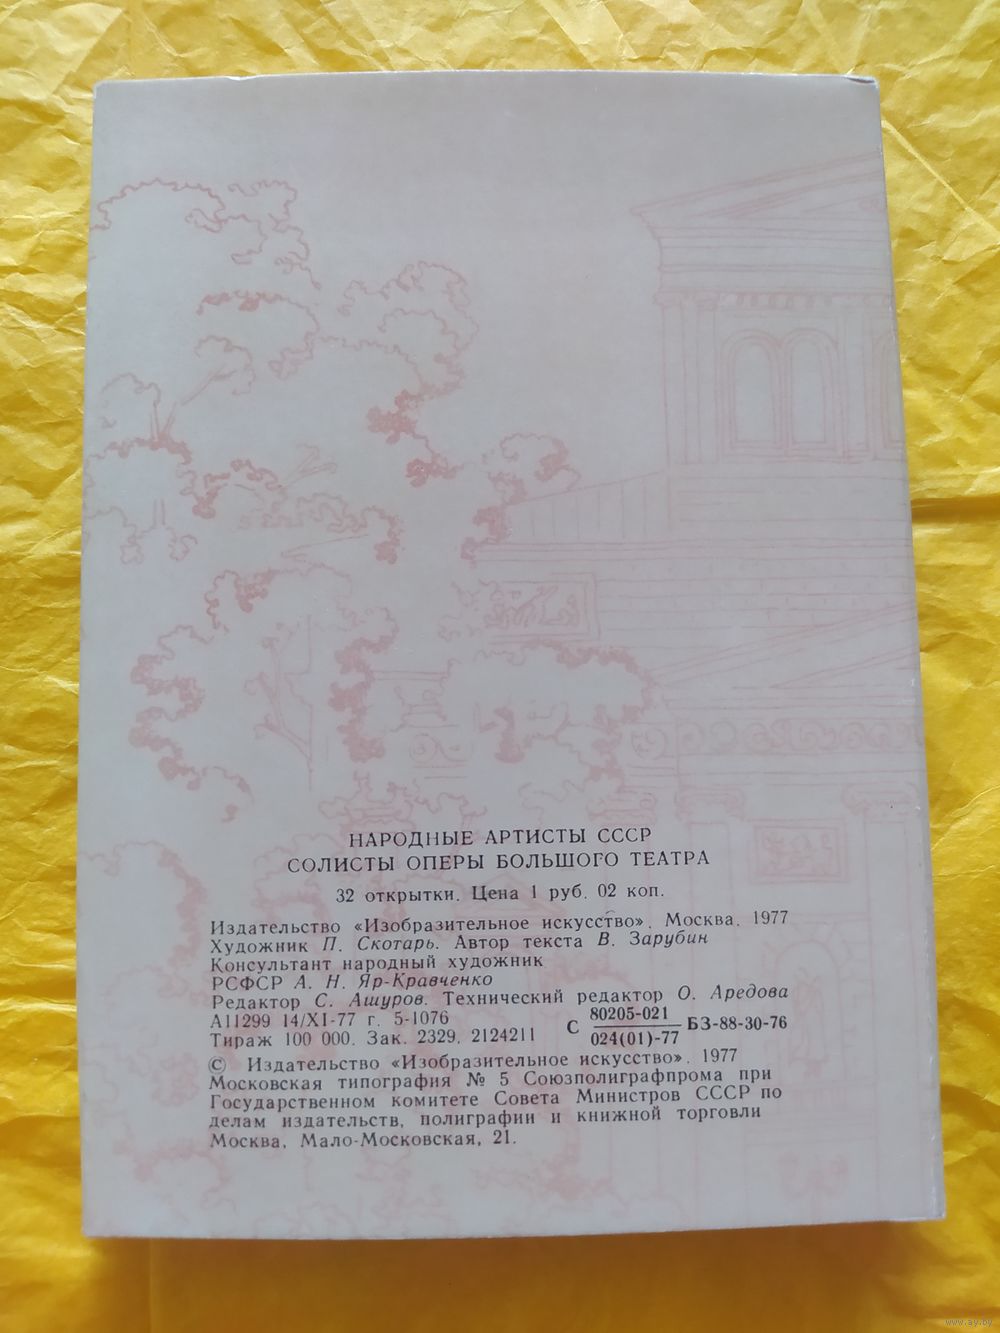 НАРОДНЫЕ АРТИСТЫ СССР
СОЛИСТЫ ОПЕРЫ БОЛЬШОГО ТЕАТРА
32 открытки. Цена 1 руб. 02 коп.
Издательство «Изобразительное искусство». Москва. 1977
Художник П. Скотарь. Автор текста В. Зарубин
Консультант народный художник
РСФСР А. Н. Яр-Кравченко
Редактор С. Ашуров. Технический редактор О. Аредова
А11299 14/XI-77 г. 5-1076
Тираж 100 000. Зак. 2329. 2124211
С 80205-021 БЗ-88-30-76
024(01)-77
© Издательство «Изобразительное искусство». 1977
Московская типография № 5 Союзполиграфпрома при
Государственном комитете Совета Министров СССР по
делам издательств, полиграфии и книжной торговли
Москва, Мало-Московская, 21.
www.ay.by